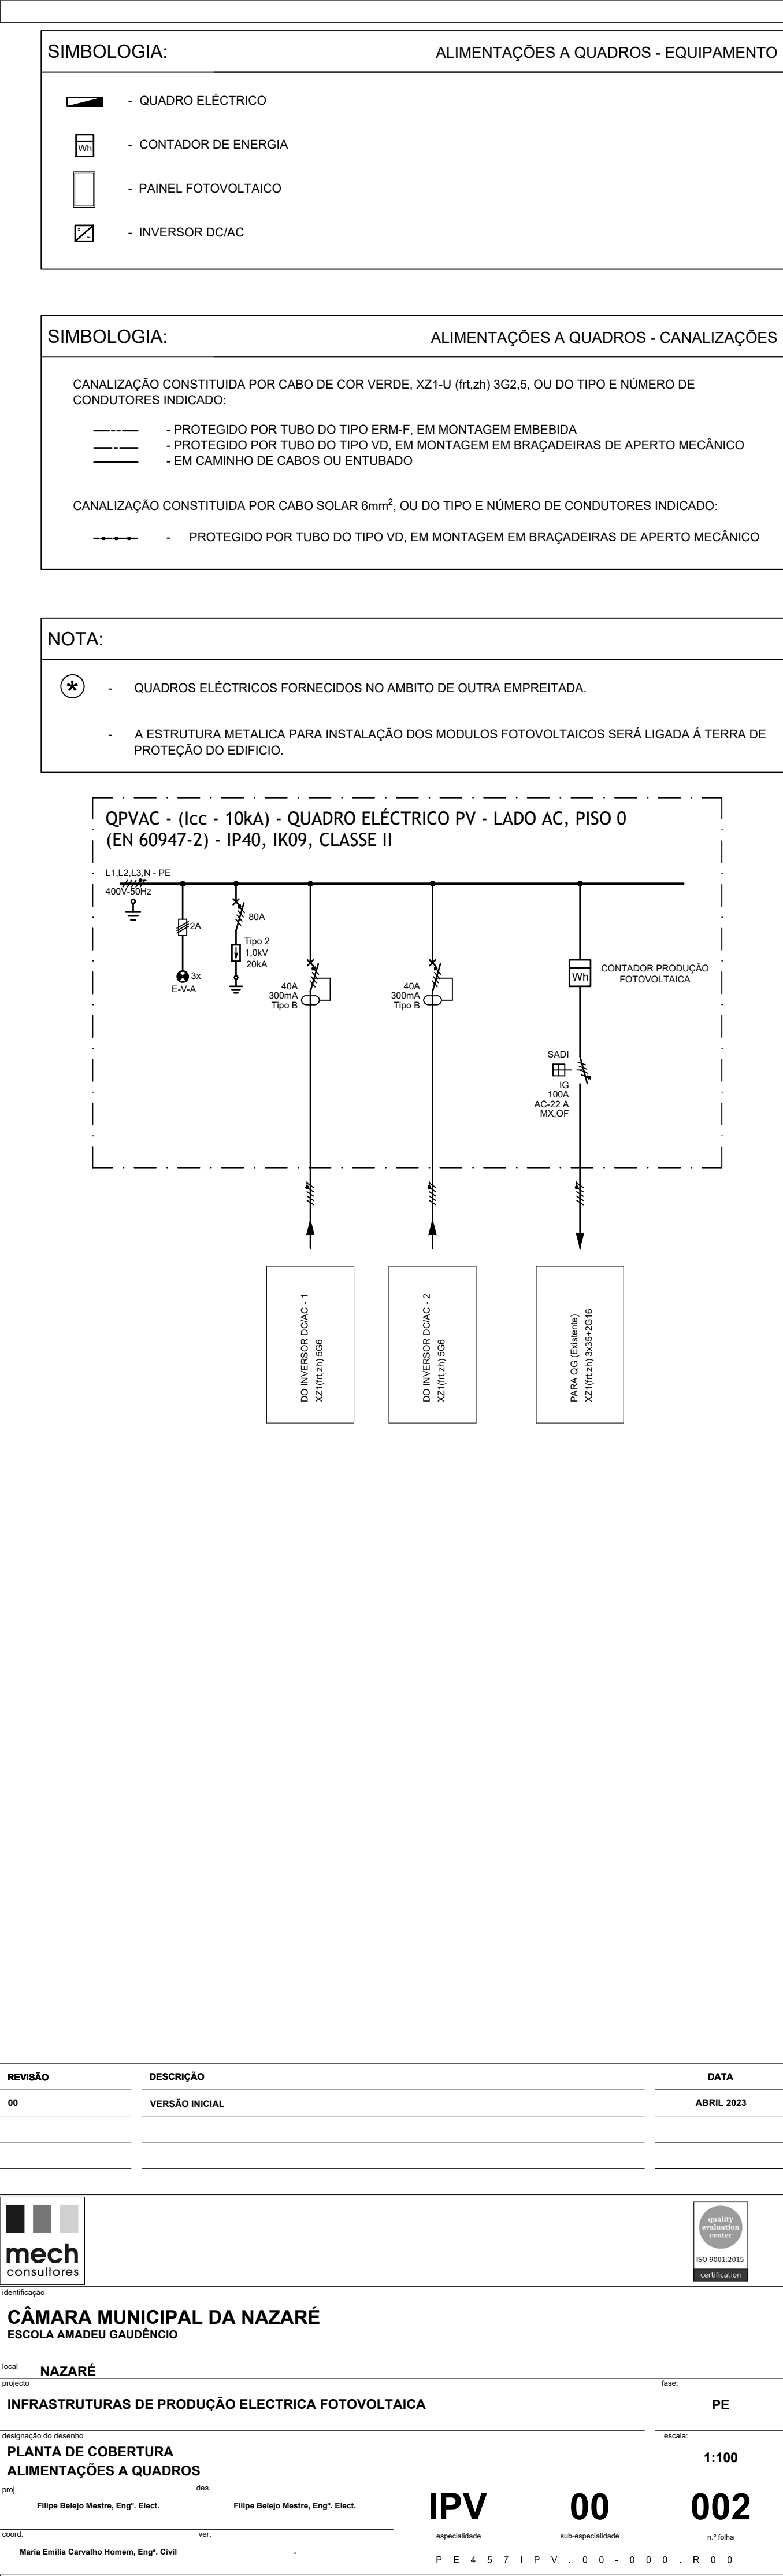 SIMBOLOGIA: ALIMENTAÇÕES A QUADROS - EQUIPAMENTO
- QUADRO ELÉCTRICO
Wh - CONTADOR DE ENERGIA
- PAINEL FOTOVOLTAICO
- INVERSOR DC/AC
SIMBOLOGIA: ALIMENTAÇÕES A QUADROS - CANALIZAÇÕES
CANALIZAÇÃO CONSTITUIDA POR CABO DE COR VERDE, XZ1-U (frt,zh) 3G2,5, OU DO TIPO E NÚMERO DE
CONDUTORES INDICADO:
- PROTEGIDO POR TUBO DO TIPO ERM-F, EM MONTAGEM EMBEBIDA
- PROTEGIDO POR TUBO DO TIPO VD, EM MONTAGEM EM BRAÇADEIRAS DE APERTO MECÂNICO
- EM CAMINHO DE CABOS OU ENTUBADO
CANALIZAÇÃO CONSTITUIDA POR CABO SOLAR 6mm², OU DO TIPO E NÚMERO DE CONDUTORES INDICADO:
- PROTEGIDO POR TUBO DO TIPO VD, EM MONTAGEM EM BRAÇADEIRAS DE APERTO MECÂNICO
NOTA:
* - QUADROS ELÉCTRICOS FORNECIDOS NO AMBITO DE OUTRA EMPREITADA.
- A ESTRUTURA METALICA PARA INSTALAÇÃO DOS MODULOS FOTOVOLTAICOS SERÁ LIGADA Á TERRA DE
PROTEÇÃO DO EDIFICIO.
QPVAC - (Icc - 10kA) - QUADRO ELÉCTRICO PV - LADO AC, PISO 0
(EN 60947-2) - IP40, IK09, CLASSE II
L1,L2,L3,N - PE
400V-50Hz
2A
3x
E-V-A
80A
Tipo 2
1,0kV
20kA
40A
300mA
Tipo B
40A
300mA
Tipo B
Wh
CONTADOR PRODUÇÃO
FOTOVOLTAICA
SADI
IG
100A
AC-22 A
MX,OF
DO INVERSOR DC/AC - 1
XZ1(frt,zh) 5G6
DO INVERSOR DC/AC - 2
XZ1(frt,zh) 5G6
PARA QG (Existente)
XZ1(frt,zh) 3x35+2G16
REVISÃO DESCRIÇÃO DATA
00 VERSÃO INICIAL ABRIL 2023
mech
consultores
quality
evaluation
center
ISO 9001:2015
certification
identificação
CÂMARA MUNICIPAL DA NAZARÉ
ESCOLA AMADEU GAUDÊNCIO
local NAZARÉ
projecto fase:
INFRASTRUTURAS DE PRODUÇÃO ELECTRICA FOTOVOLTAICA PE
designação do desenho escala:
PLANTA DE COBERTURA
ALIMENTAÇÕES A QUADROS
1:100
proj. des.
Filipe Belejo Mestre, Engº. Elect. Filipe Belejo Mestre, Engº. Elect.
coord. ver.
Maria Emília Carvalho Homem, Engª. Civil -
IPV 00 002
especialidade sub-especialidade n.º folha
P E 4 5 7 I P V . 0 0 - 0 0 0 . R 0 0